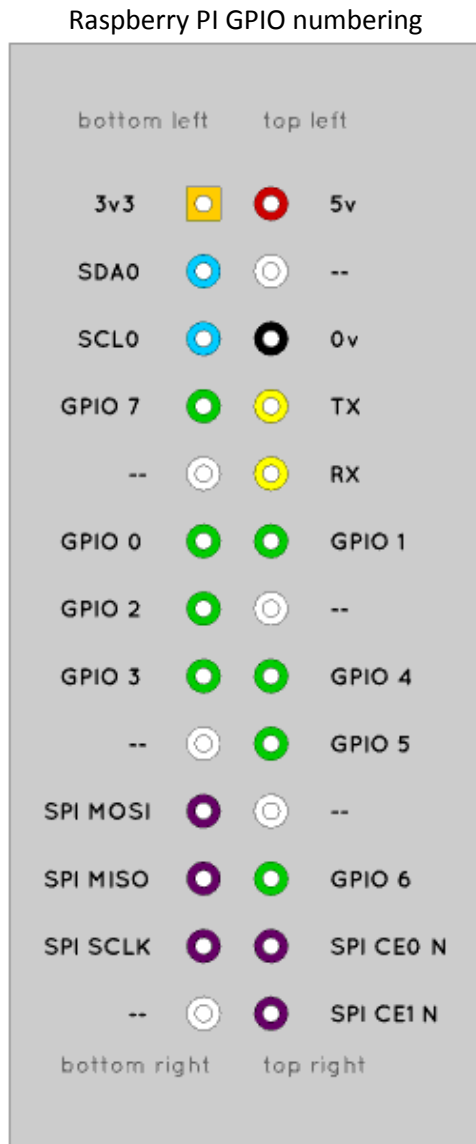 Raspberry PI GPIO numbering
bottom left top left
3v3 5v
SDA0 --
SCL0 0v
GPIO 7 TX
-- RX
GPIO 0 GPIO 1
GPIO 2 --
GPIO 3 GPIO 4
-- GPIO 5
SPI MOSI --
SPI MISO GPIO 6
SPI SCLK SPI CE0 N
-- SPI CE1 N
bottom right top right